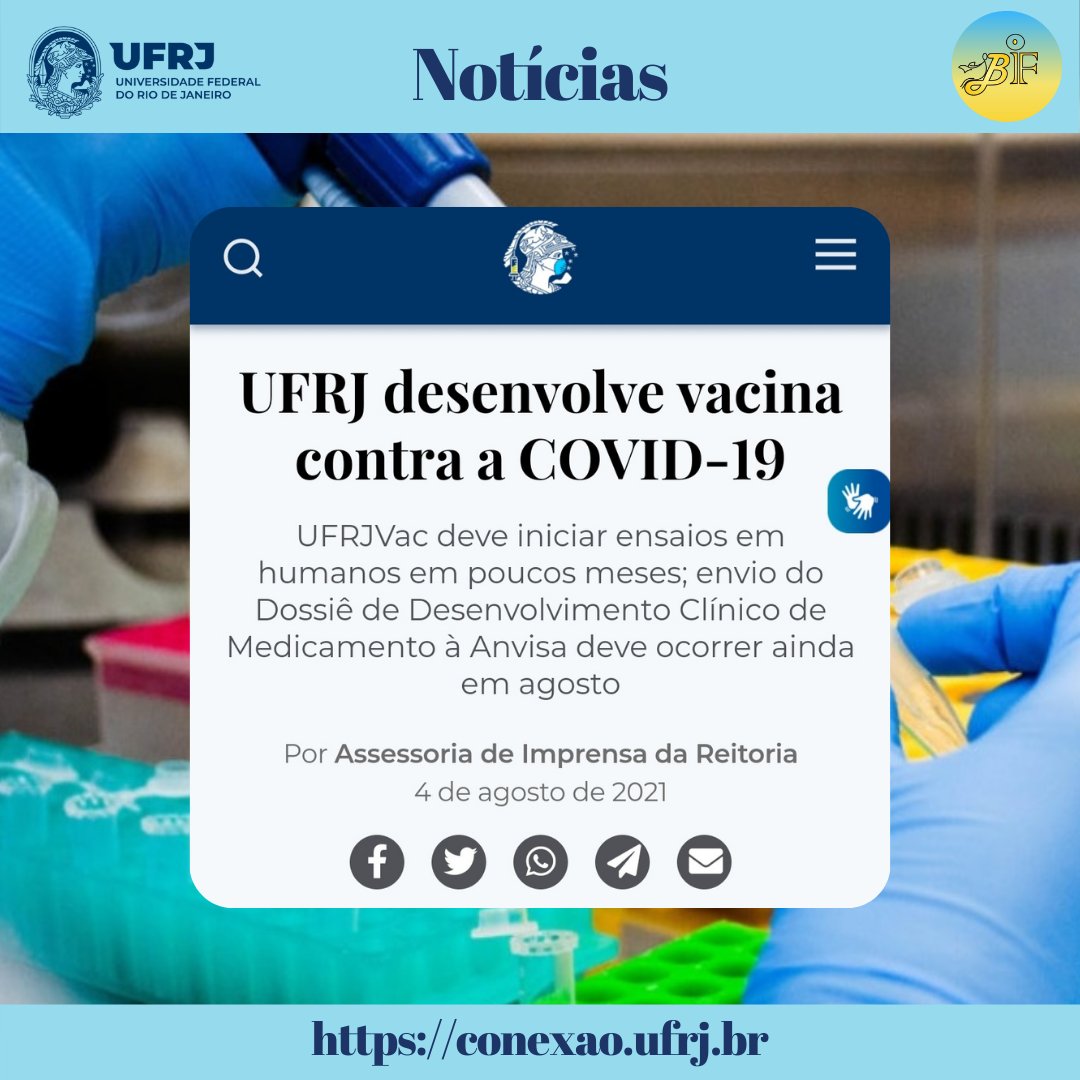 UFRJ
UNIVERSIDADE FEDERAL
DO RIO DE JANEIRO
Notícias
BIOF
UFRJ desenvolve vacina
contra a COVID-19
UFRJVac deve iniciar ensaios em
humanos em poucos meses; envio do
Dossiê de Desenvolvimento Clínico de
Medicamento à Anvisa deve ocorrer ainda
em agosto
Por Assessoria de Imprensa da Reitoria
4 de agosto de 2021
https://conexao.ufrj.br